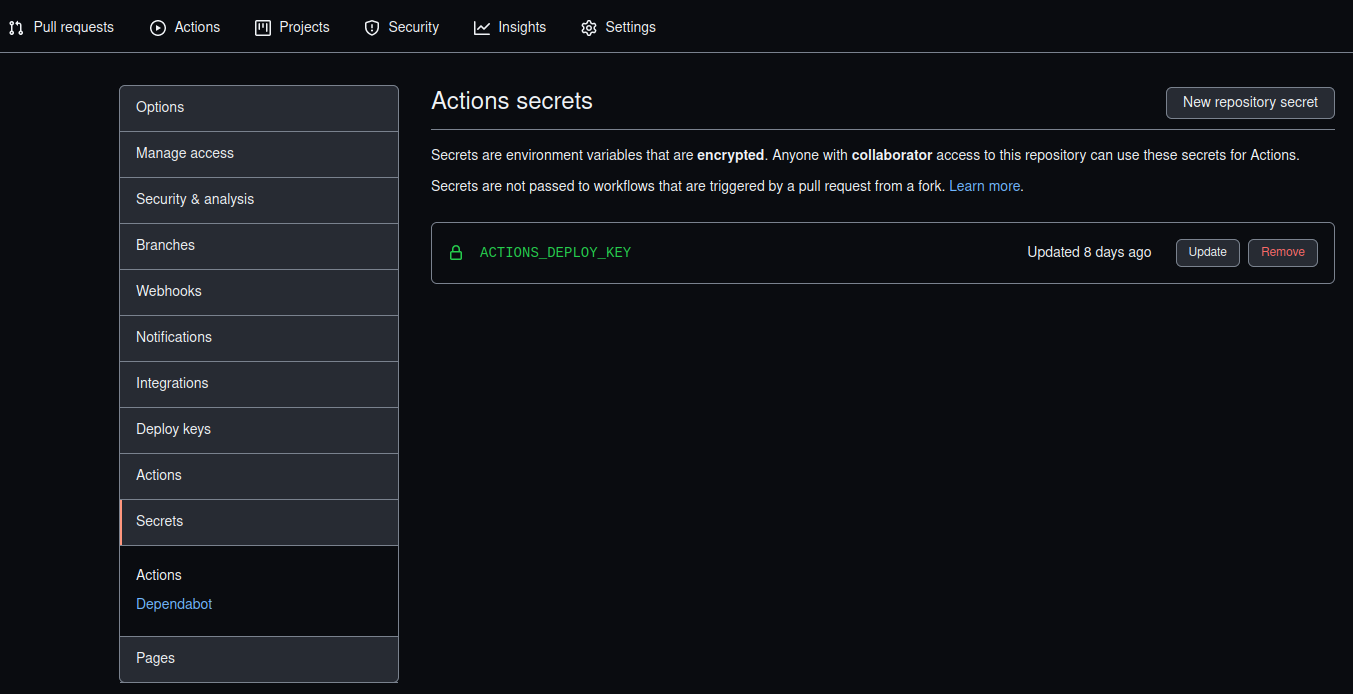 Pull requests Actions Projects Security Insights Settings
Options
Manage access
Security & analysis
Branches
Webhooks
Notifications
Integrations
Deploy keys
Actions
Secrets
Actions
Dependabot
Pages
Actions secrets
New repository secret
Secrets are environment variables that are encrypted. Anyone with collaborator access to this repository can use these secrets for Actions.
Secrets are not passed to workflows that are triggered by a pull request from a fork. Learn more.
ACTIONS_DEPLOY_KEY Updated 8 days ago Update Remove